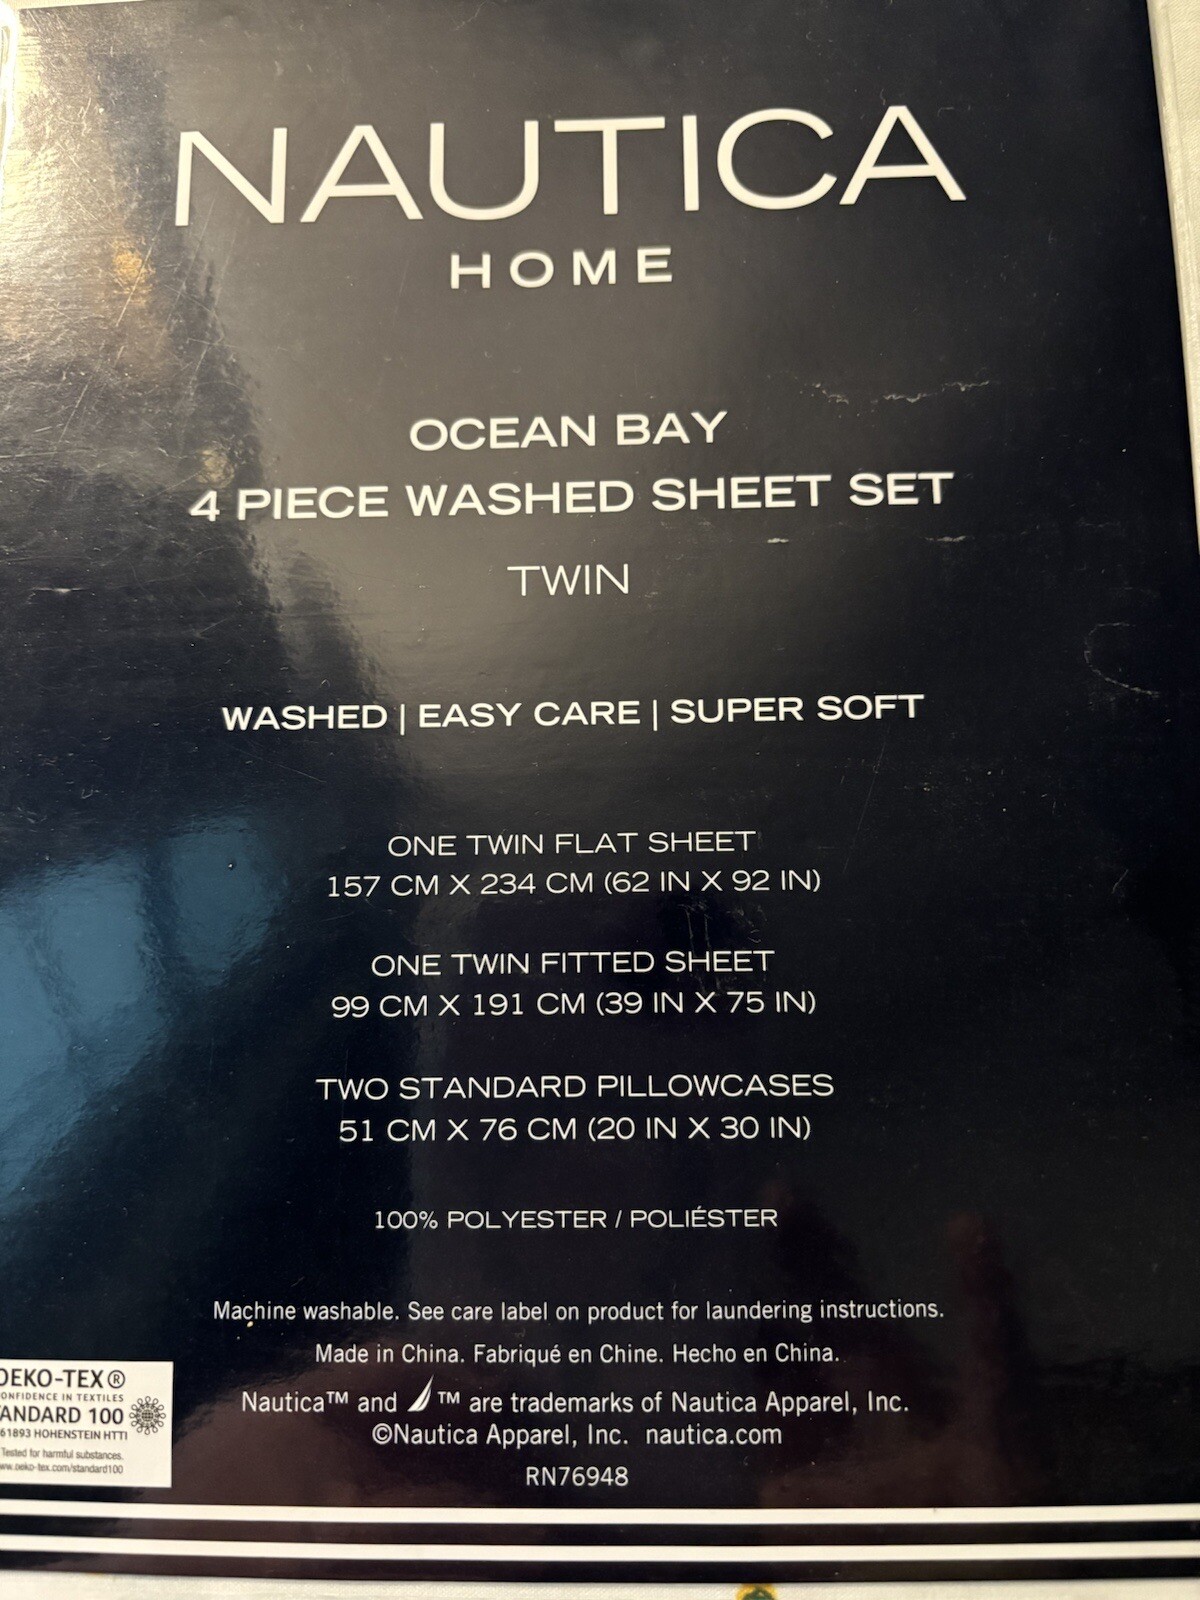 NAUTICA
HOME
OCEAN BAY
4 PIECE WASHED SHEET SET
TWIN
WASHED | EASY CARE | SUPER SOFT
ONE TWIN FLAT SHEET
157 CM X 234 CM (62 IN X 92 IN)
ONE TWIN FITTED SHEET
99 CM X 191 CM (39 IN X 75 IN)
TWO STANDARD PILLOWCASES
51 CM X 76 CM (20 IN X 30 IN)
100% POLYESTER / POLIÉSTER
Machine washable. See care label on product for laundering instructions.
Made in China. Fabriqué en Chine. Hecho en China.
Nautica™ and ™ are trademarks of Nautica Apparel, Inc.
©Nautica Apparel, Inc. nautica.com
RN76948
OEKO-TEX®
CONFIDENCE IN TEXTILES
ANDARD 100
61893 HOHENSTEIN HTTI
Tested for harmful substances.
ww.oeko-tex.com/standard100